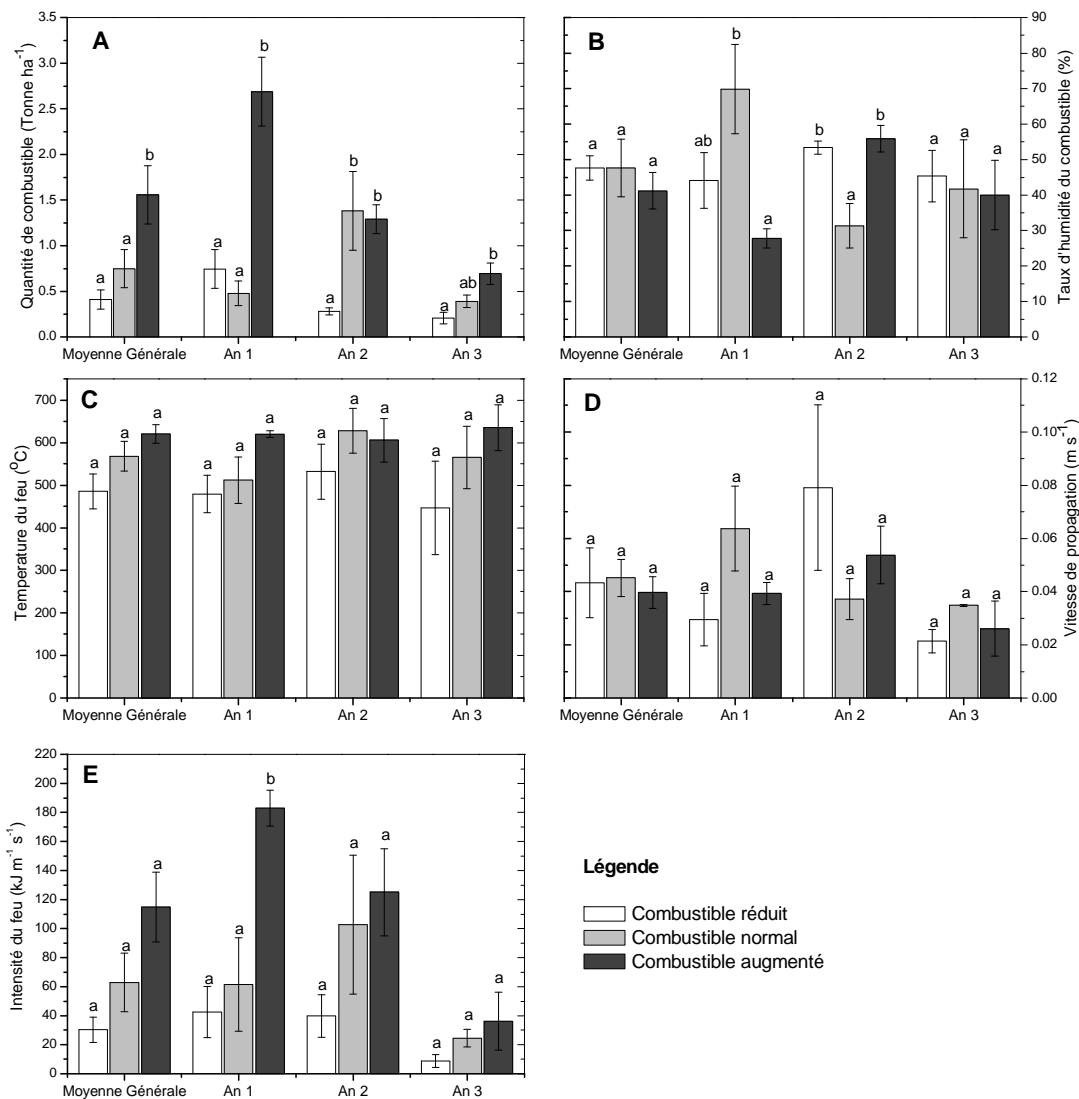 A
Quantité de combustible (Tonne ha-1)
3.5
3.0
2.5
2.0
1.5
1.0
0.5
0.0
a a b
a a b
a b b
a ab b
Moyenne Générale An 1 An 2 An 3
B
Taux d'humidité du combustible (%)
90
80
70
60
50
40
30
20
10
0
a a a
ab b a
b a b
a a a
Moyenne Générale An 1 An 2 An 3
C
Temperature du feu (OC)
700
600
500
400
300
200
100
0
a a a
a a a
a a a
a a a
Moyenne Générale An 1 An 2 An 3
D
Vitesse de propagation (m s-1)
0.12
0.10
0.08
0.06
0.04
0.02
0.00
a a a
a a a
a a a
a a a
Moyenne Générale An 1 An 2 An 3
E
Intensité du feu (kJ m-1 s-1)
220
200
180
160
140
120
100
80
60
40
20
0
a a a
a a b
a a a
a a a
Moyenne Générale An 1 An 2 An 3
Légende
Combustible réduit
Combustible normal
Combustible augmenté